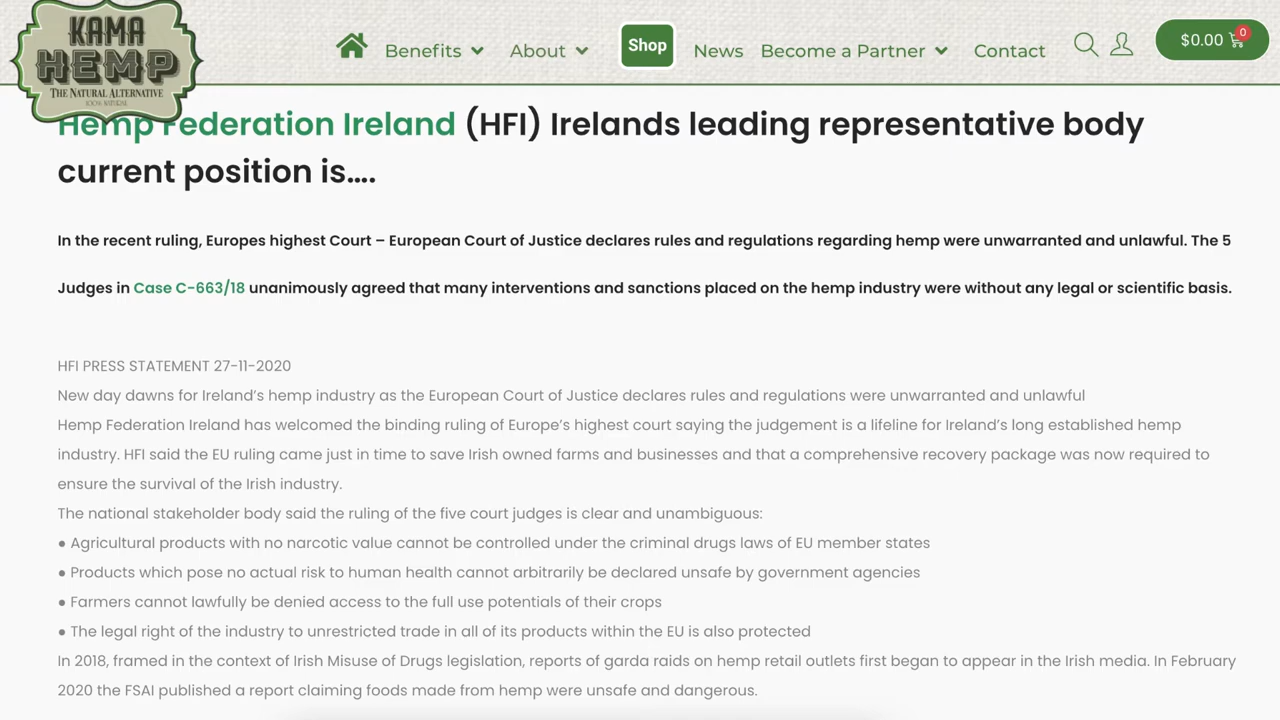 KAMA
HEMP
THE NATURAL ALTERNATIVE
100% NATURAL
Benefits About Shop News Become a Partner Contact $0.00 0
Hemp Federation Ireland (HFI) Irelands leading representative body
current position is....
In the recent ruling, Europes highest Court – European Court of Justice declares rules and regulations regarding hemp were unwarranted and unlawful. The 5
Judges in Case C-663/18 unanimously agreed that many interventions and sanctions placed on the hemp industry were without any legal or scientific basis.
HFI PRESS STATEMENT 27-11-2020
New day dawns for Ireland’s hemp industry as the European Court of Justice declares rules and regulations were unwarranted and unlawful
Hemp Federation Ireland has welcomed the binding ruling of Europe’s highest court saying the judgement is a lifeline for Ireland’s long established hemp
industry. HFI said the EU ruling came just in time to save Irish owned farms and businesses and that a comprehensive recovery package was now required to
ensure the survival of the Irish industry.
The national stakeholder body said the ruling of the five court judges is clear and unambiguous:
● Agricultural products with no narcotic value cannot be controlled under the criminal drugs laws of EU member states
● Products which pose no actual risk to human health cannot arbitrarily be declared unsafe by government agencies
● Farmers cannot lawfully be denied access to the full use potentials of their crops
● The legal right of the industry to unrestricted trade in all of its products within the EU is also protected
In 2018, framed in the context of Irish Misuse of Drugs legislation, reports of garda raids on hemp retail outlets first began to appear in the Irish media. In February
2020 the FSAI published a report claiming foods made from hemp were unsafe and dangerous.